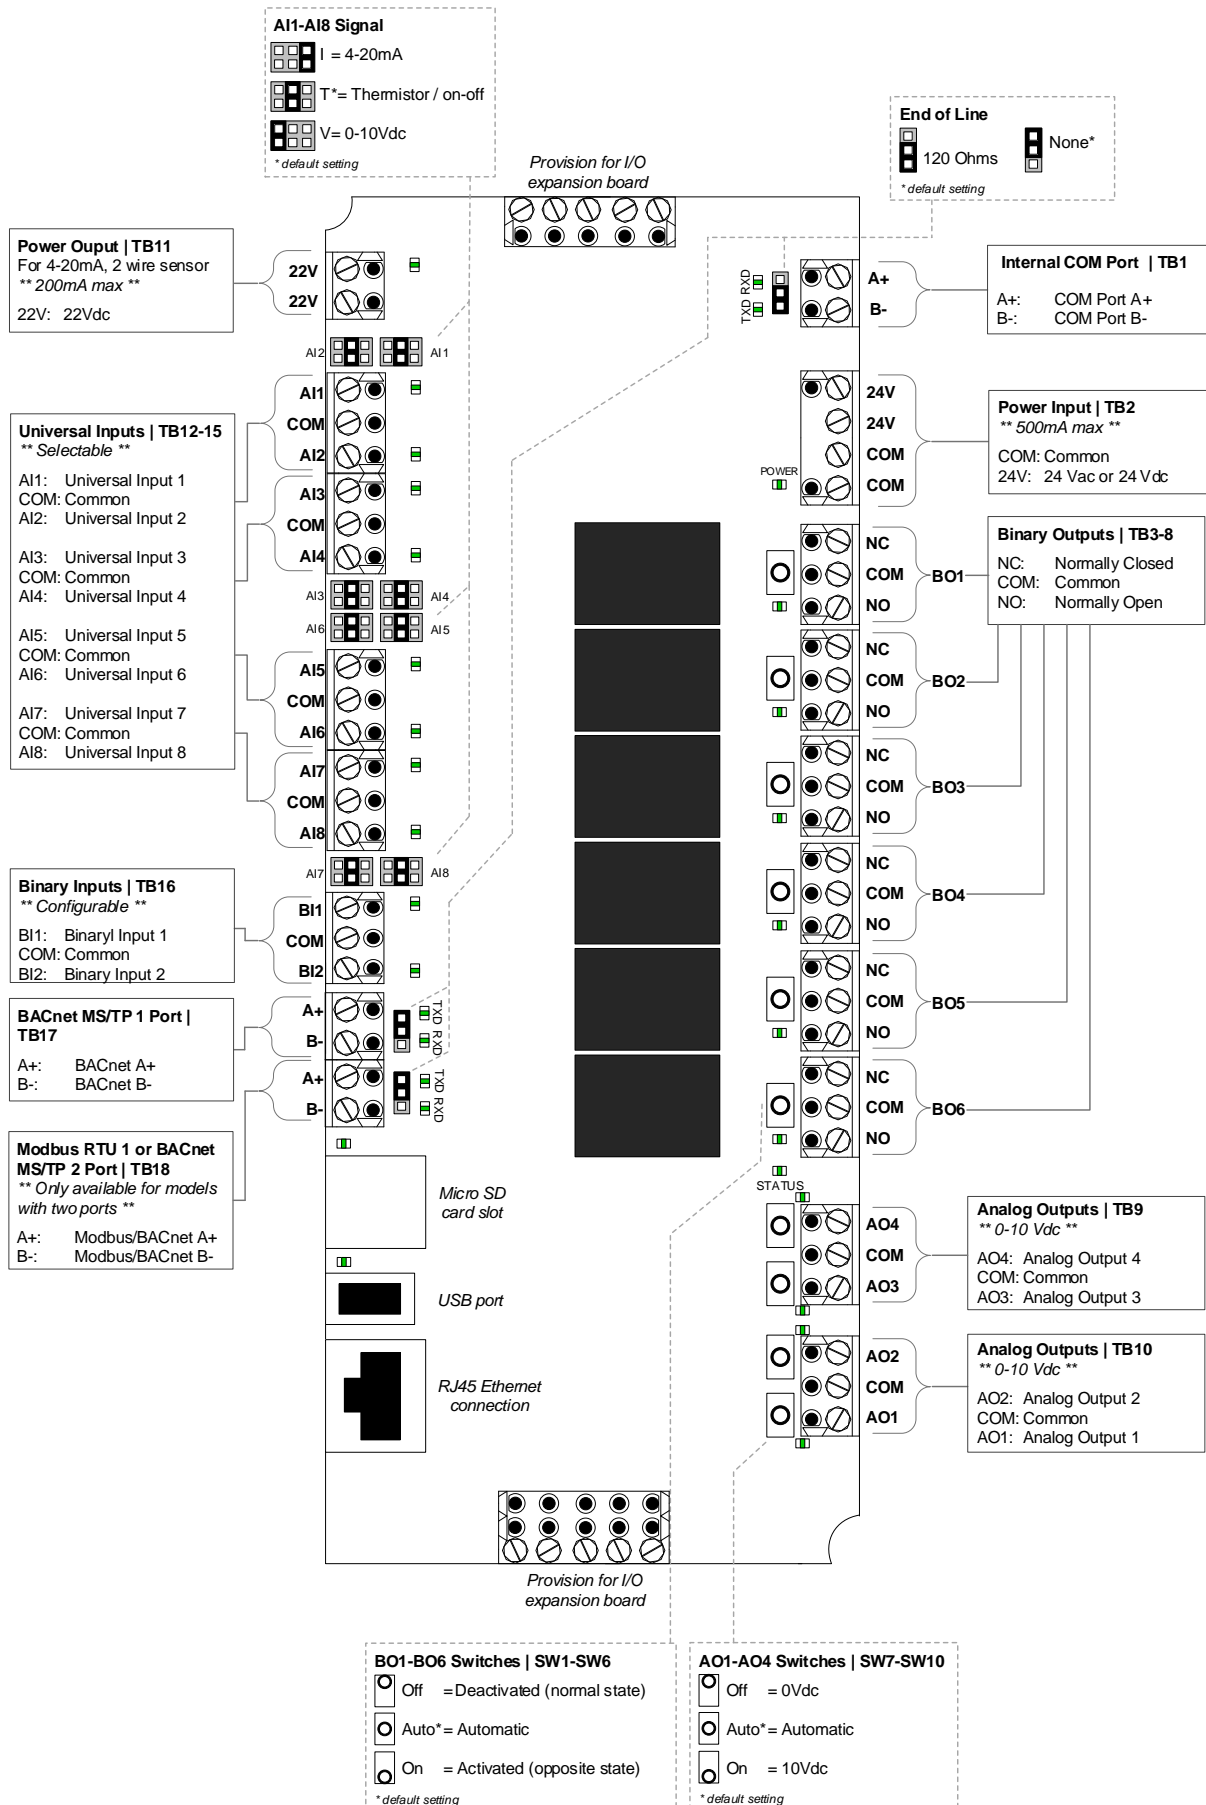 AI1-AI8 Signal
I = 4-20mA
T*= Thermistor / on-off
V= 0-10Vdc
* default setting
End of Line
120 Ohms
None*
* default setting
Provision for I/O
expansion board
Power Ouput | TB11
For 4-20mA, 2 wire sensor
** 200mA max **
22V: 22Vdc
22V
22V
AI2
AI1
Universal Inputs | TB12-15
** Selectable **
AI1: Universal Input 1
COM: Common
AI2: Universal Input 2
AI3: Universal Input 3
COM: Common
AI4: Universal Input 4
AI5: Universal Input 5
COM: Common
AI6: Universal Input 6
AI7: Universal Input 7
COM: Common
AI8: Universal Input 8
AI1
COM
AI2
AI3
COM
AI4
AI3
AI4
AI6
AI5
AI5
COM
AI6
AI7
COM
AI8
AI7
AI8
Binary Inputs | TB16
** Configurable **
BI1: Binaryl Input 1
COM: Common
BI2: Binary Input 2
BI1
COM
BI2
BACnet MS/TP 1 Port |
TB17
A+: BACnet A+
B-: BACnet B-
A+
B-
TXD RXD
Modbus RTU 1 or BACnet
MS/TP 2 Port | TB18
** Only available for models
with two ports **
A+: Modbus/BACnet A+
B-: Modbus/BACnet B-
A+
B-
TXD RXD
Micro SD
card slot
USB port
RJ45 Ethernet
connection
TXD RXD
A+
B-
Internal COM Port | TB1
A+: COM Port A+
B-: COM Port B-
24V
24V
COM
COM
POWER
Power Input | TB2
** 500mA max **
COM: Common
24V: 24 Vac or 24 Vdc
Binary Outputs | TB3-8
NC: Normally Closed
COM: Common
NO: Normally Open
NC
COM
NO
BO1
NC
COM
NO
BO2
NC
COM
NO
BO3
NC
COM
NO
BO4
NC
COM
NO
BO5
NC
COM
NO
BO6
STATUS
AO4
COM
AO3
Analog Outputs | TB9
** 0-10 Vdc **
AO4: Analog Output 4
COM: Common
AO3: Analog Output 3
AO2
COM
AO1
Analog Outputs | TB10
** 0-10 Vdc **
AO2: Analog Output 2
COM: Common
AO1: Analog Output 1
Provision for I/O
expansion board
BO1-BO6 Switches | SW1-SW6
Off =Deactivated (normal state)
Auto*= Automatic
On = Activated (opposite state)
* default setting
AO1-AO4 Switches | SW7-SW10
Off = 0Vdc
Auto*= Automatic
On = 10Vdc
* default setting